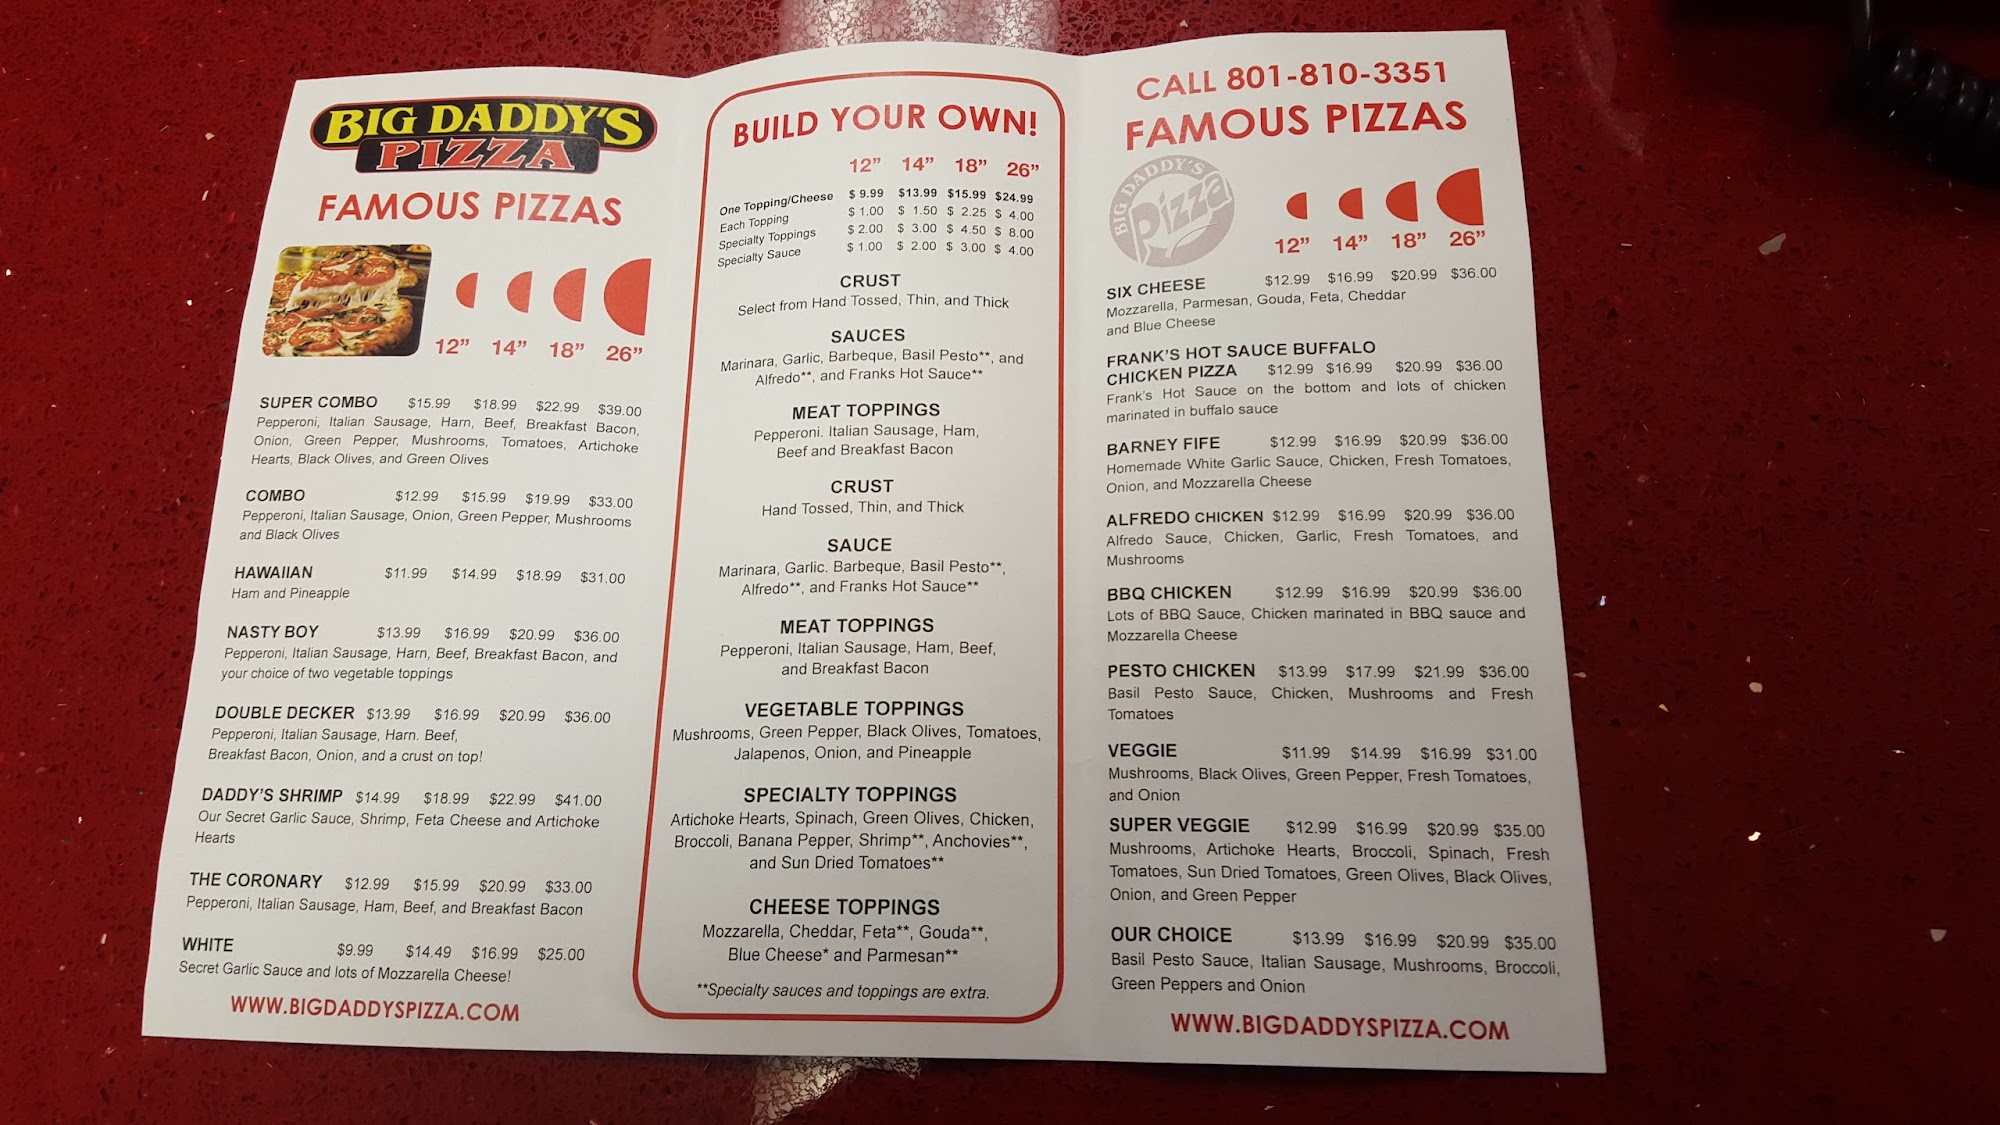 BIG DADDY'S
PIZZA
FAMOUS PIZZAS
12" 14" 18" 26"
SUPER COMBO $15.99 $18.99 $22.99 $39.00
Pepperoni, Italian Sausage, Harn, Beef, Breakfast Bacon,
Onion, Green Pepper, Mushrooms, Tomatoes, Artichoke
Hearts, Black Olives, and Green Olives
COMBO $12.99 $15.99 $19.99 $33.00
Pepperoni, Italian Sausage, Onion, Green Pepper, Mushrooms
and Black Olives
HAWAIIAN $11.99 $14.99 $18.99 $31.00
Ham and Pineapple
NASTY BOY $13.99 $16.99 $20.99 $36.00
Pepperoni, Italian Sausage, Harn, Beef, Breakfast Bacon, and
your choice of two vegetable toppings
DOUBLE DECKER $13.99 $16.99 $20.99 $36.00
Pepperoni, Italian Sausage, Harn. Beef,
Breakfast Bacon, Onion, and a crust on top!
DADDY'S SHRIMP $14.99 $18.99 $22.99 $41.00
Our Secret Garlic Sauce, Shrimp, Feta Cheese and Artichoke
Hearts
THE CORONARY $12.99 $15.99 $20.99 $33.00
Pepperoni, Italian Sausage, Ham, Beef, and Breakfast Bacon
WHITE $9.99 $14.49 $16.99 $25.00
Secret Garlic Sauce and lots of Mozzarella Cheese!
WWW.BIGDADDYSPIZZA.COM
BUILD YOUR OWN!
12" 14" 18" 26"
One Topping/Cheese $ 9.99 $13.99 $15.99 $24.99
Each Topping $ 1.00 $ 1.50 $ 2.25 $ 4.00
Specialty Toppings $ 2.00 $ 3.00 $ 4.50 $ 8.00
Specialty Sauce $ 1.00 $ 2.00 $ 3.00 $ 4.00
CRUST
Select from Hand Tossed, Thin, and Thick
SAUCES
Marinara, Garlic, Barbeque, Basil Pesto**, and
Alfredo**, and Franks Hot Sauce**
MEAT TOPPINGS
Pepperoni. Italian Sausage, Ham,
Beef and Breakfast Bacon
CRUST
Hand Tossed, Thin, and Thick
SAUCE
Marinara, Garlic. Barbeque, Basil Pesto**,
Alfredo**, and Franks Hot Sauce**
MEAT TOPPINGS
Pepperoni, Italian Sausage, Ham, Beef,
and Breakfast Bacon
VEGETABLE TOPPINGS
Mushrooms, Green Pepper, Black Olives, Tomatoes,
Jalapenos, Onion, and Pineapple
SPECIALTY TOPPINGS
Artichoke Hearts, Spinach, Green Olives, Chicken,
Broccoli, Banana Pepper, Shrimp**, Anchovies**,
and Sun Dried Tomatoes**
CHEESE TOPPINGS
Mozzarella, Cheddar, Feta**, Gouda**,
Blue Cheese* and Parmesan**
**Specialty sauces and toppings are extra.
CALL 801-810-3351
FAMOUS PIZZAS
BIG DADDY'S
Pizza
12" 14" 18" 26"
SIX CHEESE $12.99 $16.99 $20.99 $36.00
Mozzarella, Parmesan, Gouda, Feta, Cheddar
and Blue Cheese
FRANK'S HOT SAUCE BUFFALO
CHICKEN PIZZA $12.99 $16.99 $20.99 $36.00
Frank's Hot Sauce on the bottom and lots of chicken
marinated in buffalo sauce
BARNEY FIFE $12.99 $16.99 $20.99 $36.00
Homemade White Garlic Sauce, Chicken, Fresh Tomatoes,
Onion, and Mozzarella Cheese
ALFREDO CHICKEN $12.99 $16.99 $20.99 $36.00
Alfredo Sauce, Chicken, Garlic, Fresh Tomatoes, and
Mushrooms
BBQ CHICKEN $12.99 $16.99 $20.99 $36.00
Lots of BBQ Sauce, Chicken marinated in BBQ sauce and
Mozzarella Cheese
PESTO CHICKEN $13.99 $17.99 $21.99 $36.00
Basil Pesto Sauce, Chicken, Mushrooms and Fresh
Tomatoes
VEGGIE $11.99 $14.99 $16.99 $31.00
Mushrooms, Black Olives, Green Pepper, Fresh Tomatoes,
and Onion
SUPER VEGGIE $12.99 $16.99 $20.99 $35.00
Mushrooms, Artichoke Hearts, Broccoli, Spinach, Fresh
Tomatoes, Sun Dried Tomatoes, Green Olives, Black Olives,
Onion, and Green Pepper
OUR CHOICE $13.99 $16.99 $20.99 $35.00
Basil Pesto Sauce, Italian Sausage, Mushrooms, Broccoli,
Green Peppers and Onion
WWW.BIGDADDYSPIZZA.COM